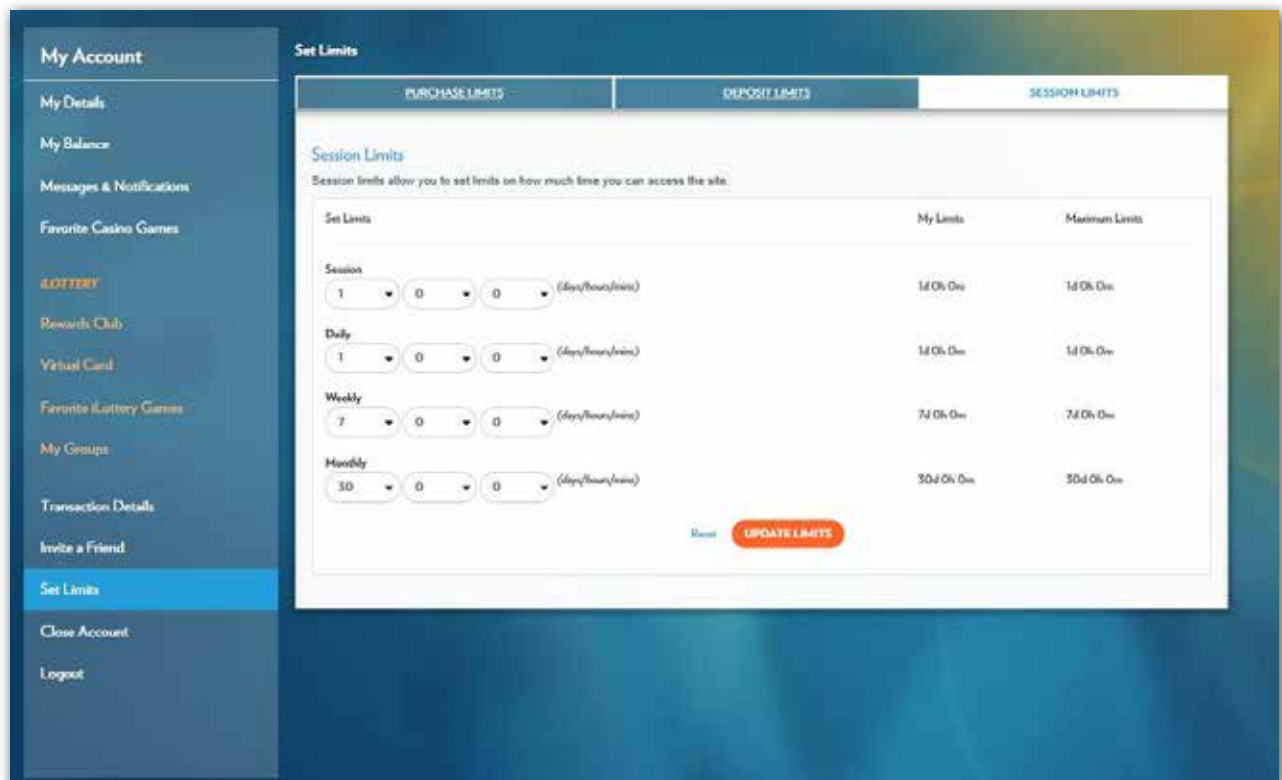 My Account
My Details
My Balance
Messages & Notifications
Favorite Casino Games
iLOTTERY
Rewards Club
Virtual Card
Favorite iLottery Games
My Groups
Transaction Details
Invite a Friend
Set Limits
Close Account
Logout
Set Limits
PURCHASE LIMITS DEPOSIT LIMITS SESSION LIMITS
Session Limits
Session limits allow you to set limits on how much time you can access the site.
Set Limits My Limits Maximum Limits
Session
1 0 0 (days/hours/mins) 1d 0h 0m 1d 0h 0m
Daily
1 0 0 (days/hours/mins) 1d 0h 0m 1d 0h 0m
Weekly
7 0 0 (days/hours/mins) 7d 0h 0m 7d 0h 0m
Monthly
30 0 0 (days/hours/mins) 30d 0h 0m 30d 0h 0m
Reset UPDATE LIMITS